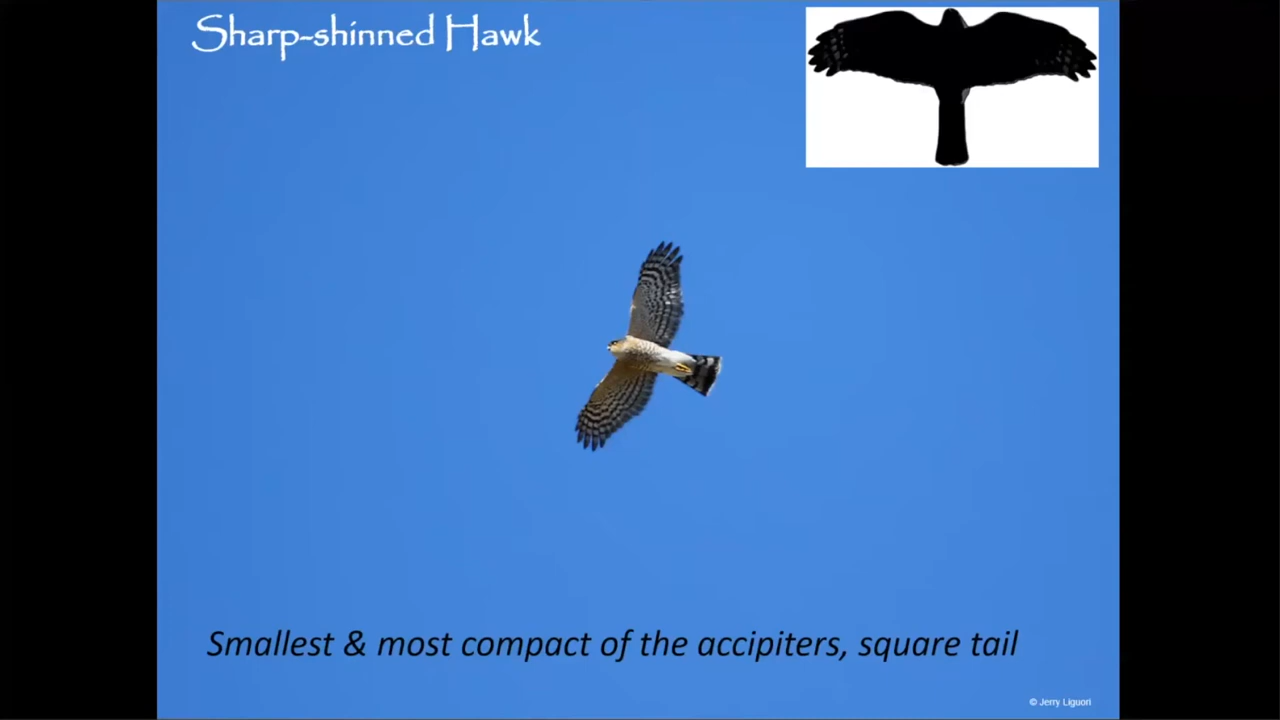 Sharp-shinned Hawk
Smallest & most compact of the accipiters, square tail
© Jerry Liguori